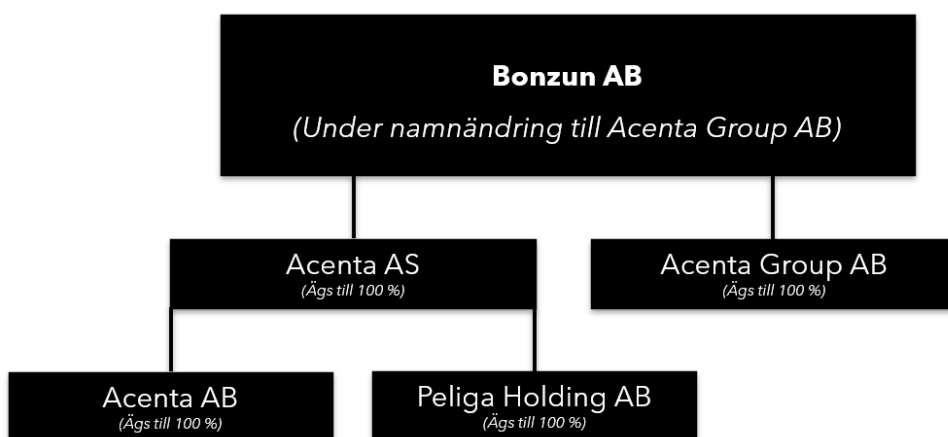 Bonzun AB
(Under namnändring till Acenta Group AB)
Acenta AS
(Ägs till 100 %)
Acenta Group AB
(Ägs till 100 %)
Acenta AB
(Ägs till 100 %)
Peliga Holding AB
(Ägs till 100 %)